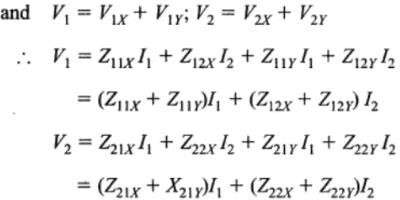 and V₁ = V₁X + V₁Y; V₂ = V₂X + V₂Y
∴ V₁ = Z₁₁X I₁ + Z₁₂X I₂ + Z₁₁Y I₁ + Z₁₂Y I₂
= (Z₁₁X + Z₁₁Y)I₁ + (Z₁₂X + Z₁₂Y) I₂
V₂ = Z₂₁X I₁ + Z₂₂X I₂ + Z₂₁Y I₁ + Z₂₂Y I₂
= (Z₂₁X + X₂₁Y)I₁ + (Z₂₂X + Z₂₂Y)I₂